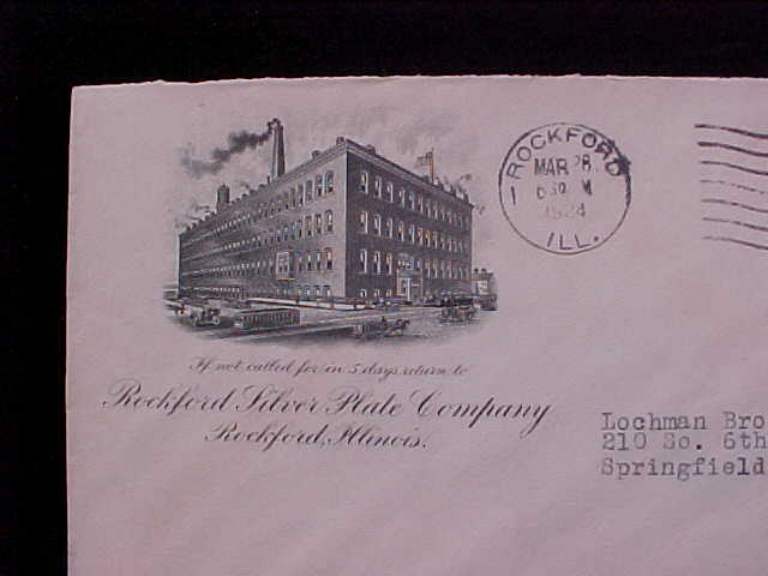 If not called for in 5 days return to
Rockford Silver Plate Company
Rockford, Illinois.
ROCKFORD
MAR 28
1
M
ILL.
Lochman Bro
210 So. 6th
Springfield